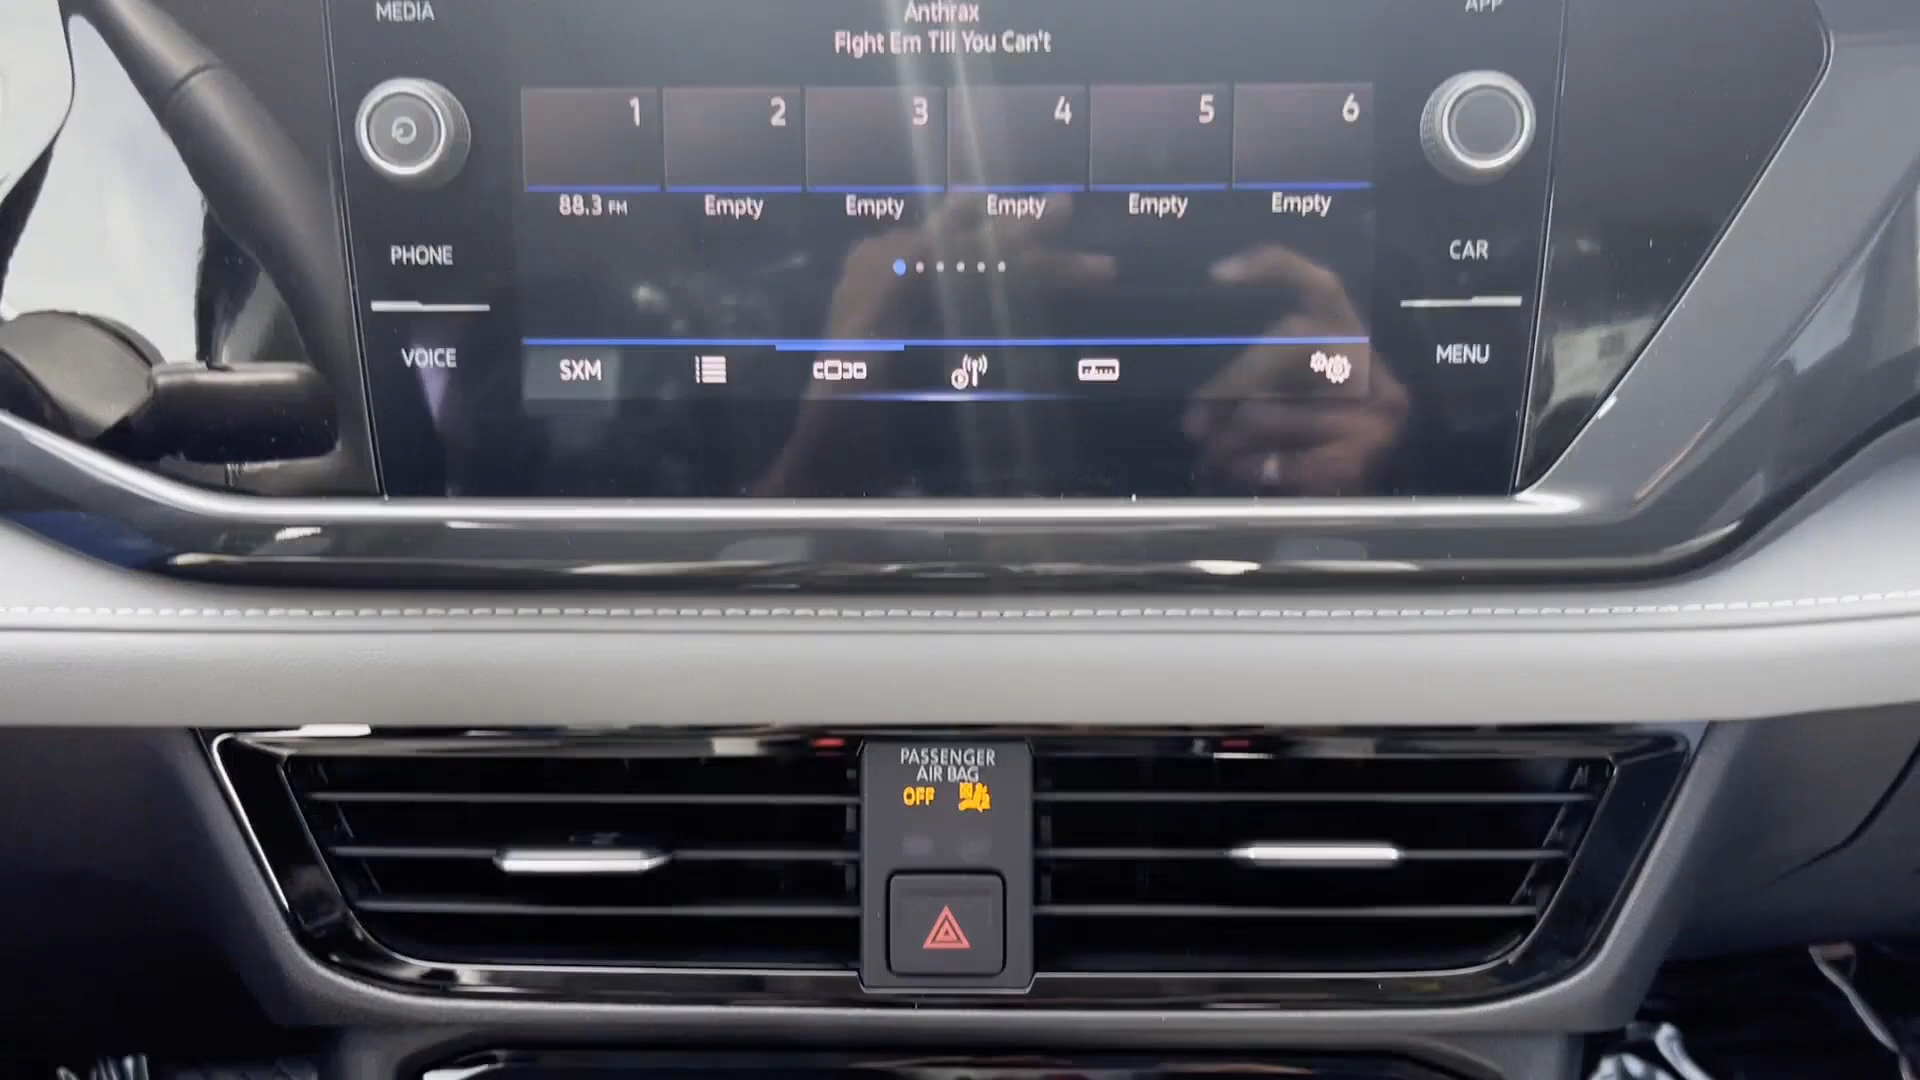 MEDIA
Anthrax
APP
Fight Em Till You Can't
1 2 3 4 5 6
88.3 FM Empty Empty Empty Empty Empty
PHONE
CAR
VOICE
MENU
SXM
PASSENGER
AIR BAG
OFF